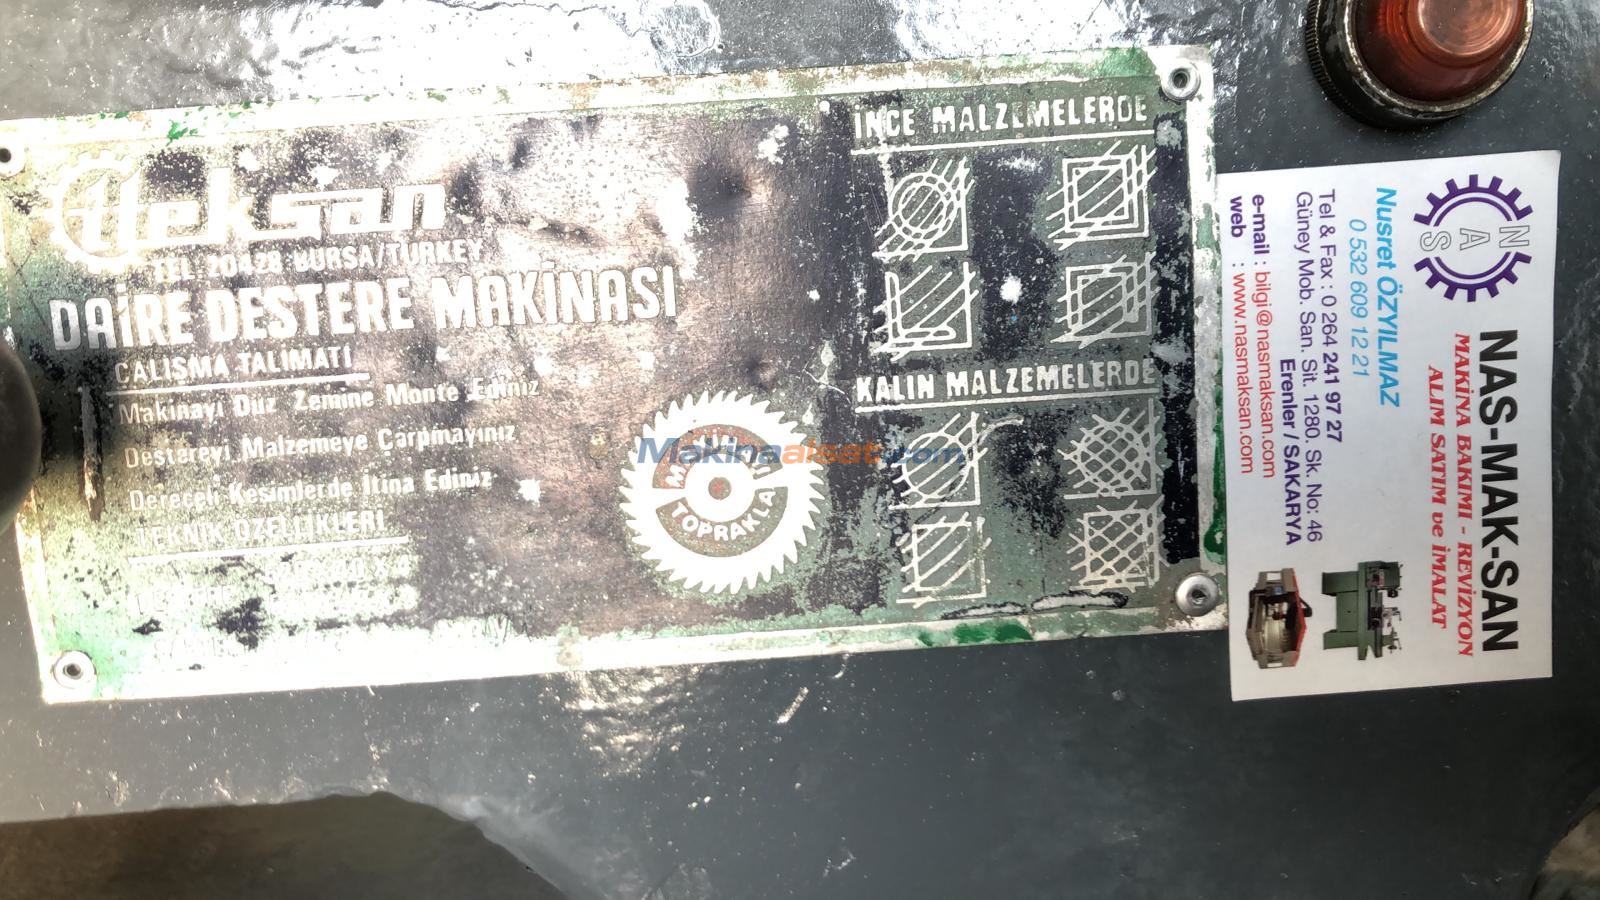 Teksan
TEL: 20428 BURSA/TURKEY
DAİRE DESTERE MAKİNASI
ÇALIŞMA TALİMATI
Makinayı Düz Zemine Monte Ediniz
Destereyi Malzemeye Çarpmayınız
Dereceli Kesimlerde İtina Ediniz
TEKNİK ÖZELLİKLERİ
MAKİNAYI
TOPRAKLA
İNCE MALZEMELERDE
KALIN MALZEMELERDE
Makinaalsat.com
NAS
NAS-MAK-SAN
MAKİNA BAKIMI - REVİZYON
ALIM SATIM ve İMALAT
Nusret ÖZYILMAZ
0 532 609 12 21
Tel & Fax : 0 264 241 97 27
Güney Mob. San. Sit. 1280. Sk. No: 46
Erenler / SAKARYA
e-mail : bilgi@nasmaksan.com
web : www.nasmaksan.com